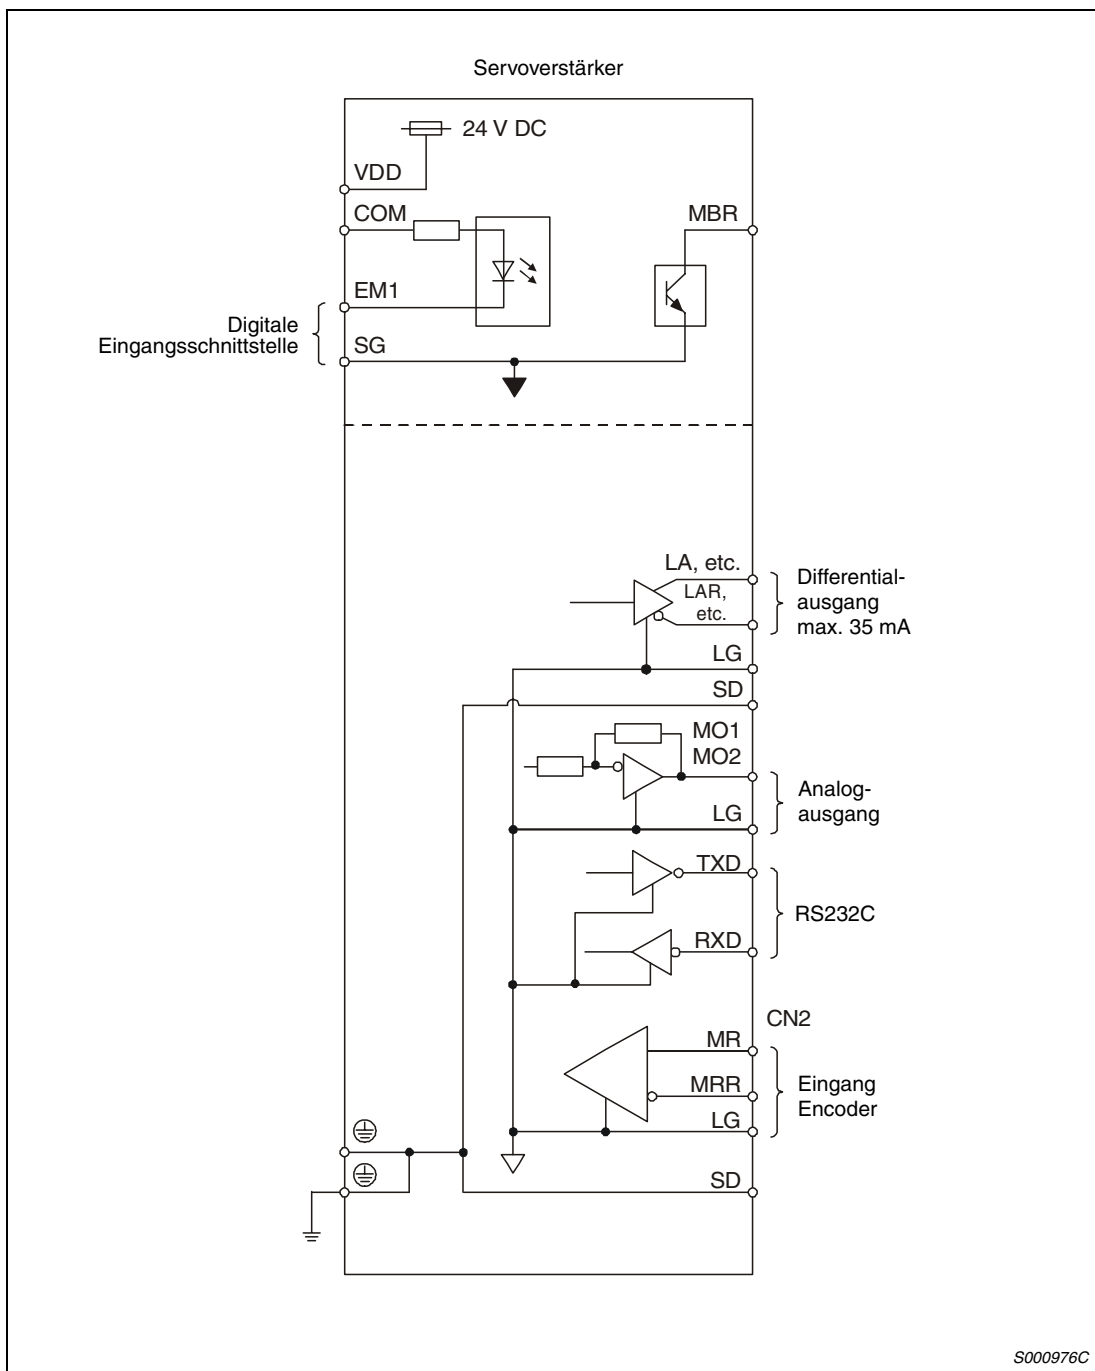 Servoverstärker
24 V DC
VDD
COM
MBR
EM1
Digitale
Eingangsschnittstelle
SG
LA, etc.
LAR,
etc.
Differential-
ausgang
max. 35 mA
LG
SD
MO1
MO2
Analog-
ausgang
LG
TXD
RS232C
RXD
CN2
MR
MRR
Eingang
Encoder
LG
SD
S000976C